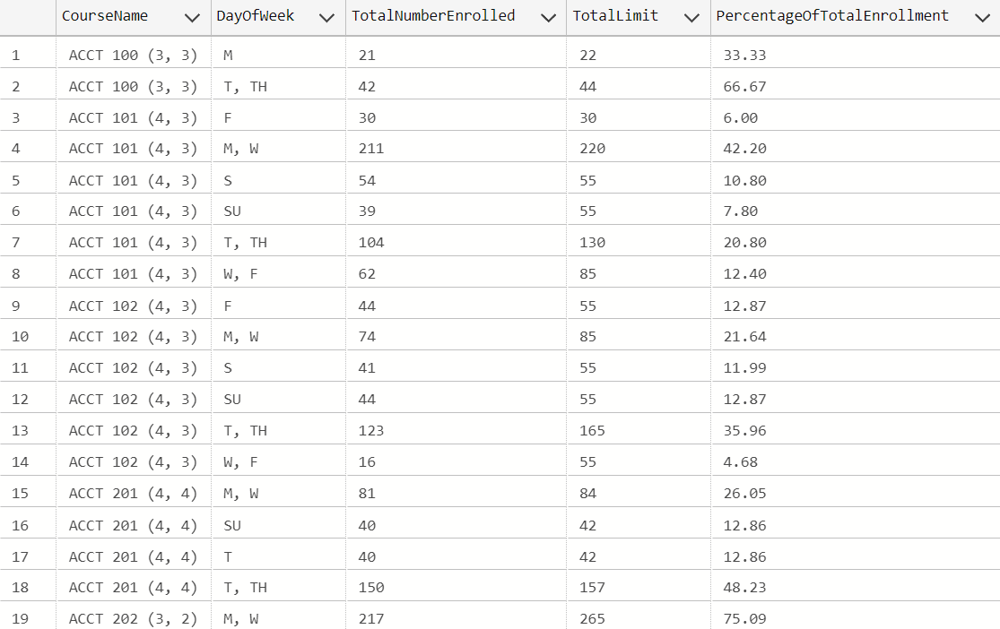 CourseName DayOfWeek TotalNumberEnrolled TotalLimit PercentageOfTotalEnrollment
1 ACCT 100 (3, 3) M 21 22 33.33
2 ACCT 100 (3, 3) T, TH 42 44 66.67
3 ACCT 101 (4, 3) F 30 30 6.00
4 ACCT 101 (4, 3) M, W 211 220 42.20
5 ACCT 101 (4, 3) S 54 55 10.80
6 ACCT 101 (4, 3) SU 39 55 7.80
7 ACCT 101 (4, 3) T, TH 104 130 20.80
8 ACCT 101 (4, 3) W, F 62 85 12.40
9 ACCT 102 (4, 3) F 44 55 12.87
10 ACCT 102 (4, 3) M, W 74 85 21.64
11 ACCT 102 (4, 3) S 41 55 11.99
12 ACCT 102 (4, 3) SU 44 55 12.87
13 ACCT 102 (4, 3) T, TH 123 165 35.96
14 ACCT 102 (4, 3) W, F 16 55 4.68
15 ACCT 201 (4, 4) M, W 81 84 26.05
16 ACCT 201 (4, 4) SU 40 42 12.86
17 ACCT 201 (4, 4) T 40 42 12.86
18 ACCT 201 (4, 4) T, TH 150 157 48.23
19 ACCT 202 (3, 2) M, W 217 265 75.09